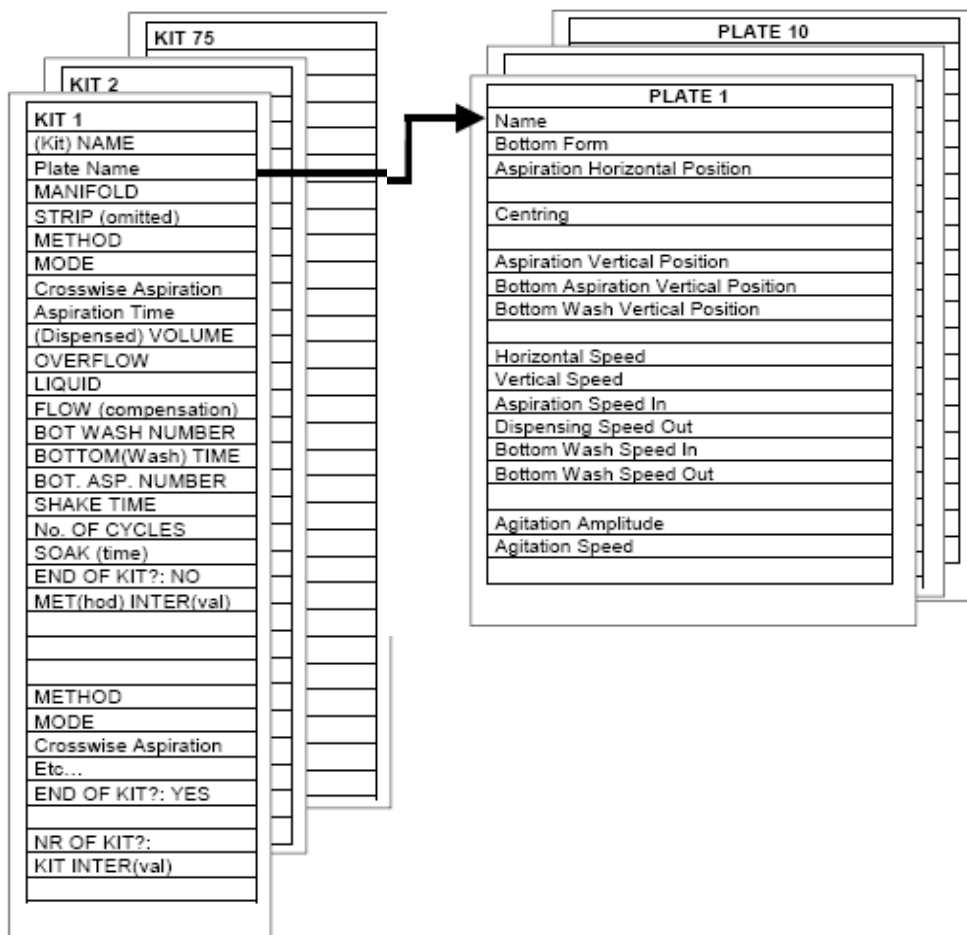 KIT 75
KIT 2
KIT 1
(Kit) NAME
Plate Name
MANIFOLD
STRIP (omitted)
METHOD
MODE
Crosswise Aspiration
Aspiration Time
(Dispensed) VOLUME
OVERFLOW
LIQUID
FLOW (compensation)
BOT WASH NUMBER
BOTTOM(Wash) TIME
BOT. ASP. NUMBER
SHAKE TIME
No. OF CYCLES
SOAK (time)
END OF KIT?: NO
MET(hod) INTER(val)
METHOD
MODE
Crosswise Aspiration
Etc...
END OF KIT?: YES
NR OF KIT?:
KIT INTER(val)
PLATE 10
PLATE 1
Name
Bottom Form
Aspiration Horizontal Position
Centring
Aspiration Vertical Position
Bottom Aspiration Vertical Position
Bottom Wash Vertical Position
Horizontal Speed
Vertical Speed
Aspiration Speed In
Dispensing Speed Out
Bottom Wash Speed In
Bottom Wash Speed Out
Agitation Amplitude
Agitation Speed